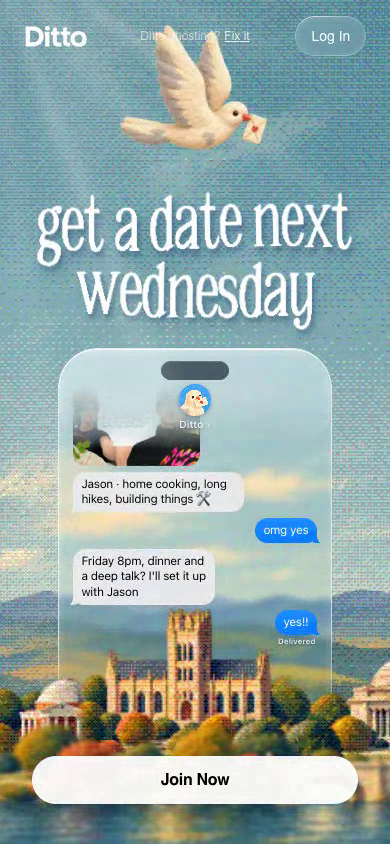 Ditto
Ditto ghosting? Fix it
Log In
get a date next
wednesday
Ditto
Jason · home cooking, long
hikes, building things 🛠️
omg yes
Friday 8pm, dinner and
a deep talk? I'll set it up
with Jason
yes!!
Delivered
Join Now